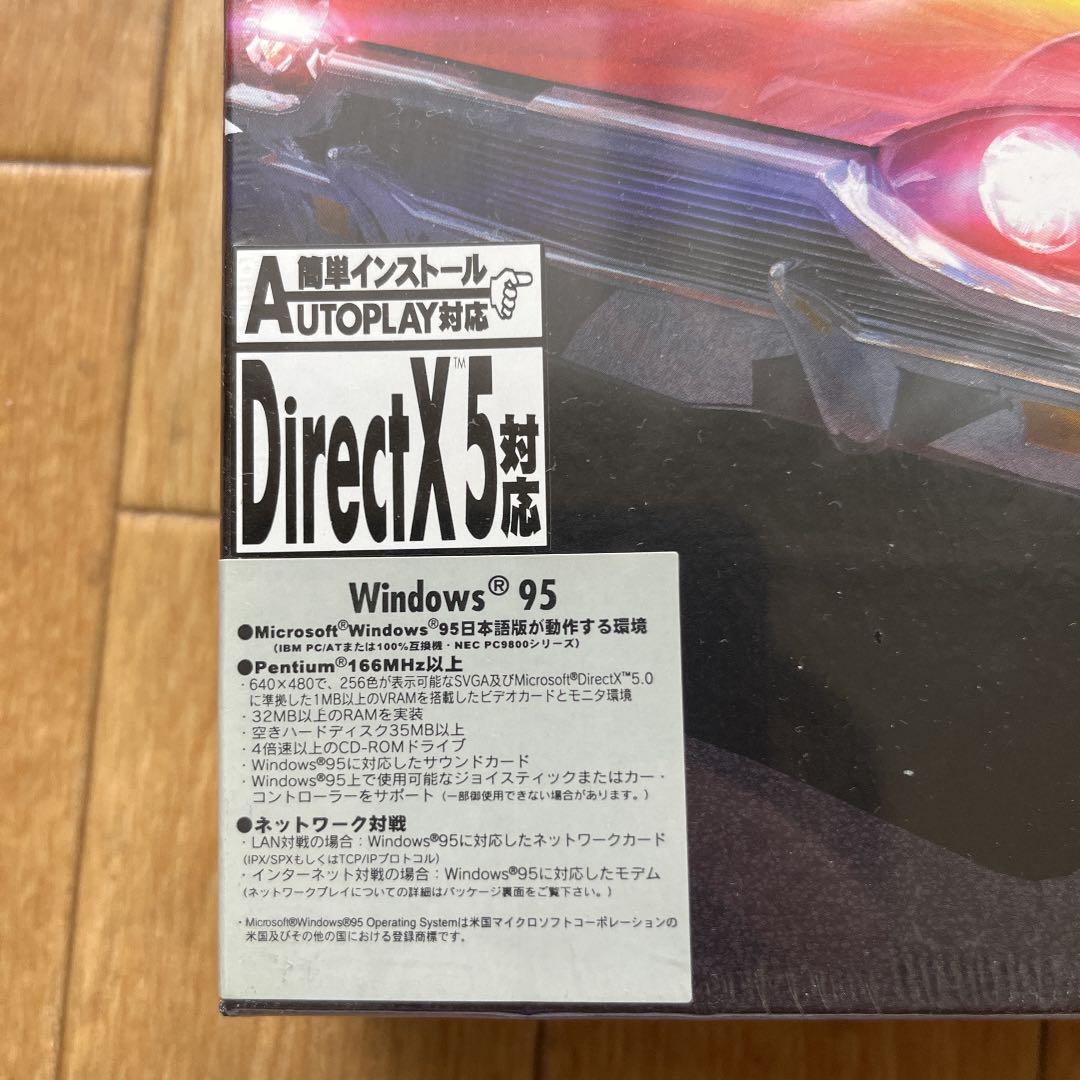 簡単インストール
AUTOPLAY対応
DirectX™5対応
Windows® 95
●Microsoft®Windows®95日本語版が動作する環境
(IBM PC/ATまたは100%互換機・NEC PC9800シリーズ)
●Pentium®166MHz以上
・640×480で、256色が表示可能なSVGA及びMicrosoft®DirectX™5.0
に準拠した1MB以上のVRAMを搭載したビデオカードとモニタ環境
・32MB以上のRAMを実装
・空きハードディスク35MB以上
・4倍速以上のCD-ROMドライブ
・Windows®95に対応したサウンドカード
・Windows®95上で使用可能なジョイスティックまたはカー・
コントローラーをサポート(一部御使用できない場合があります。)
●ネットワーク対戦
・LAN対戦の場合：Windows®95に対応したネットワークカード
(IPX/SPXもしくはTCP/IPプロトコル)
・インターネット対戦の場合：Windows®95に対応したモデム
(ネットワークプレイについての詳細はパッケージ裏面をご覧下さい。)
・Microsoft®Windows®95 Operating Systemは米国マイクロソフトコーポレーションの
米国及びその他の国における登録商標です。